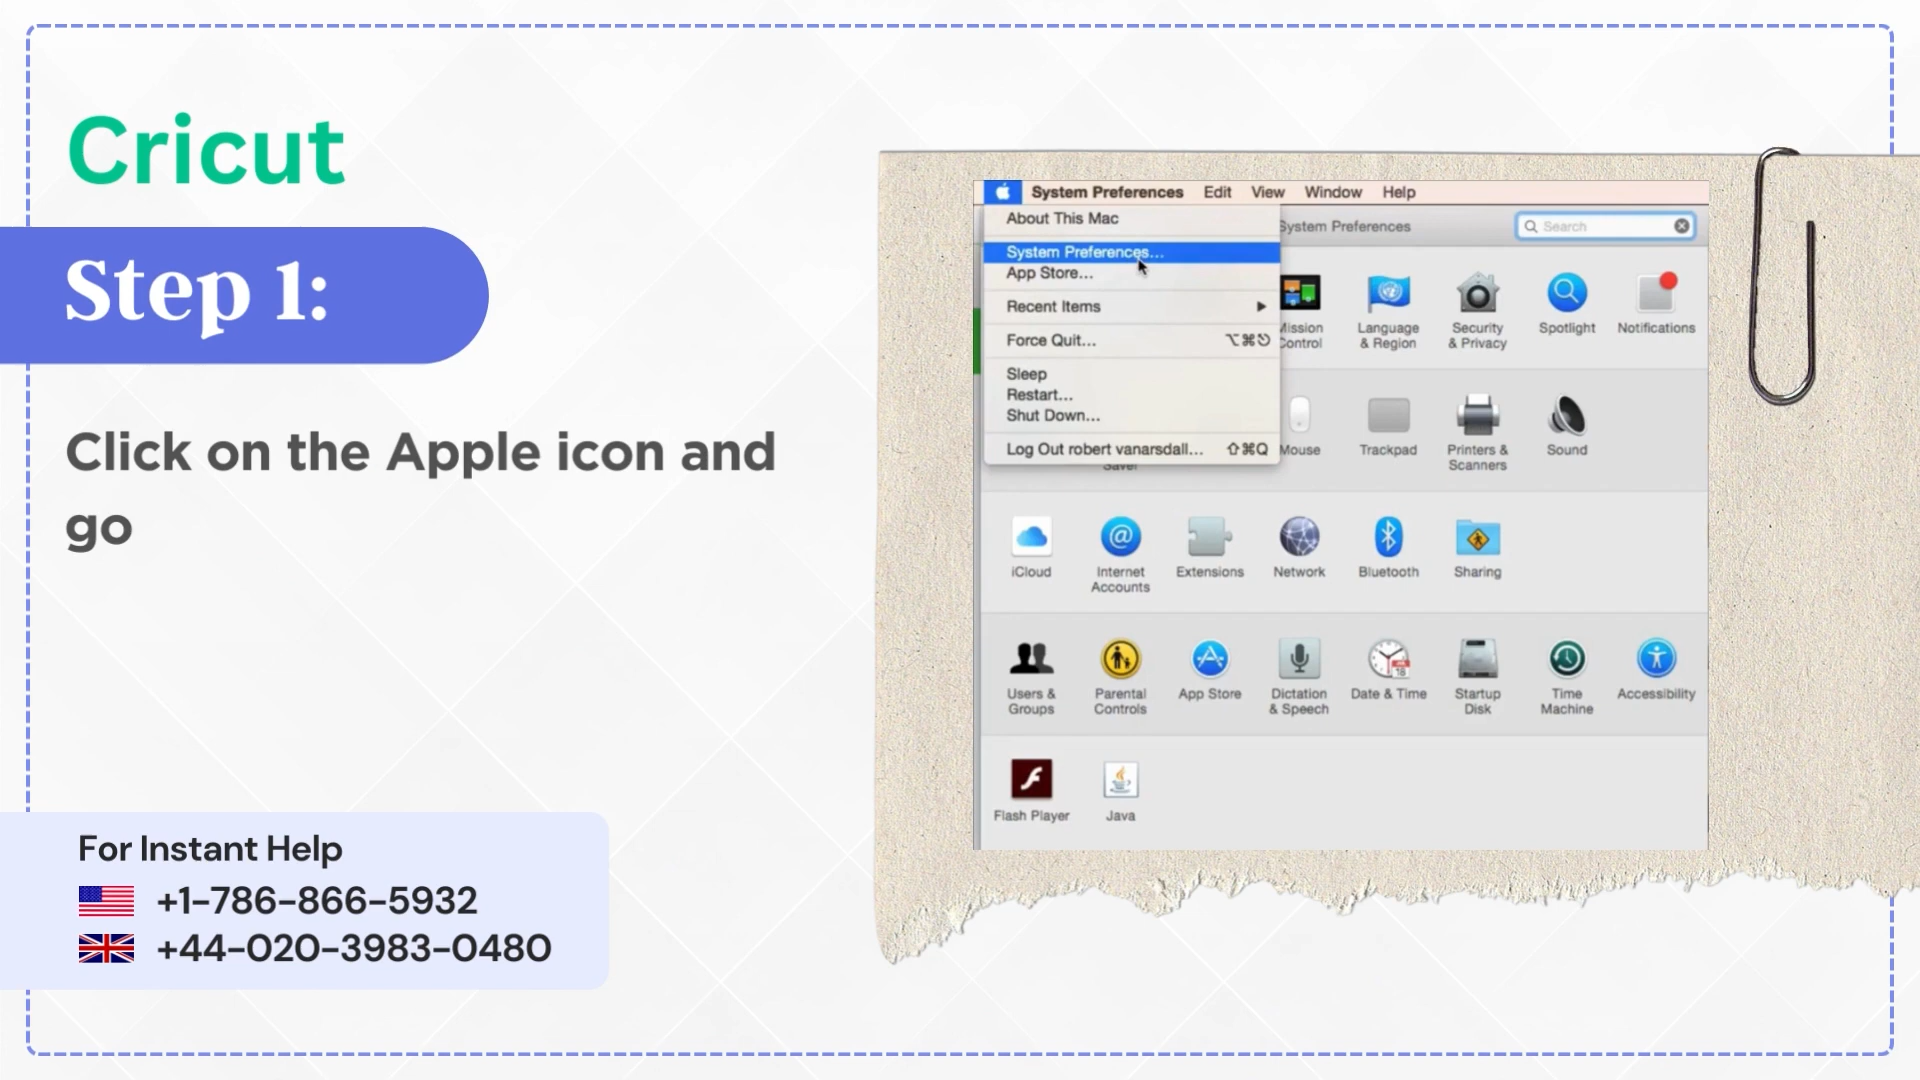 Cricut
Step 1:
Click on the Apple icon and
go
For Instant Help
+1-786-866-5932
+44-020-3983-0480
System Preferences Edit View Window Help
About This Mac
System Preferences...
App Store...
Recent Items
Force Quit... ⌥⌘⎋
Sleep
Restart...
Shut Down...
Log Out robert vanarsdall... ⇧⌘Q
System Preferences
Search
Mission
Control
Language
& Region
Security
& Privacy
Spotlight
Notifications
Saver
Mouse
Trackpad
Printers &
Scanners
Sound
iCloud
Internet
Accounts
Extensions
Network
Bluetooth
Sharing
Users &
Groups
Parental
Controls
App Store
Dictation
& Speech
Date & Time
Startup
Disk
Time
Machine
Accessibility
Flash Player
Java